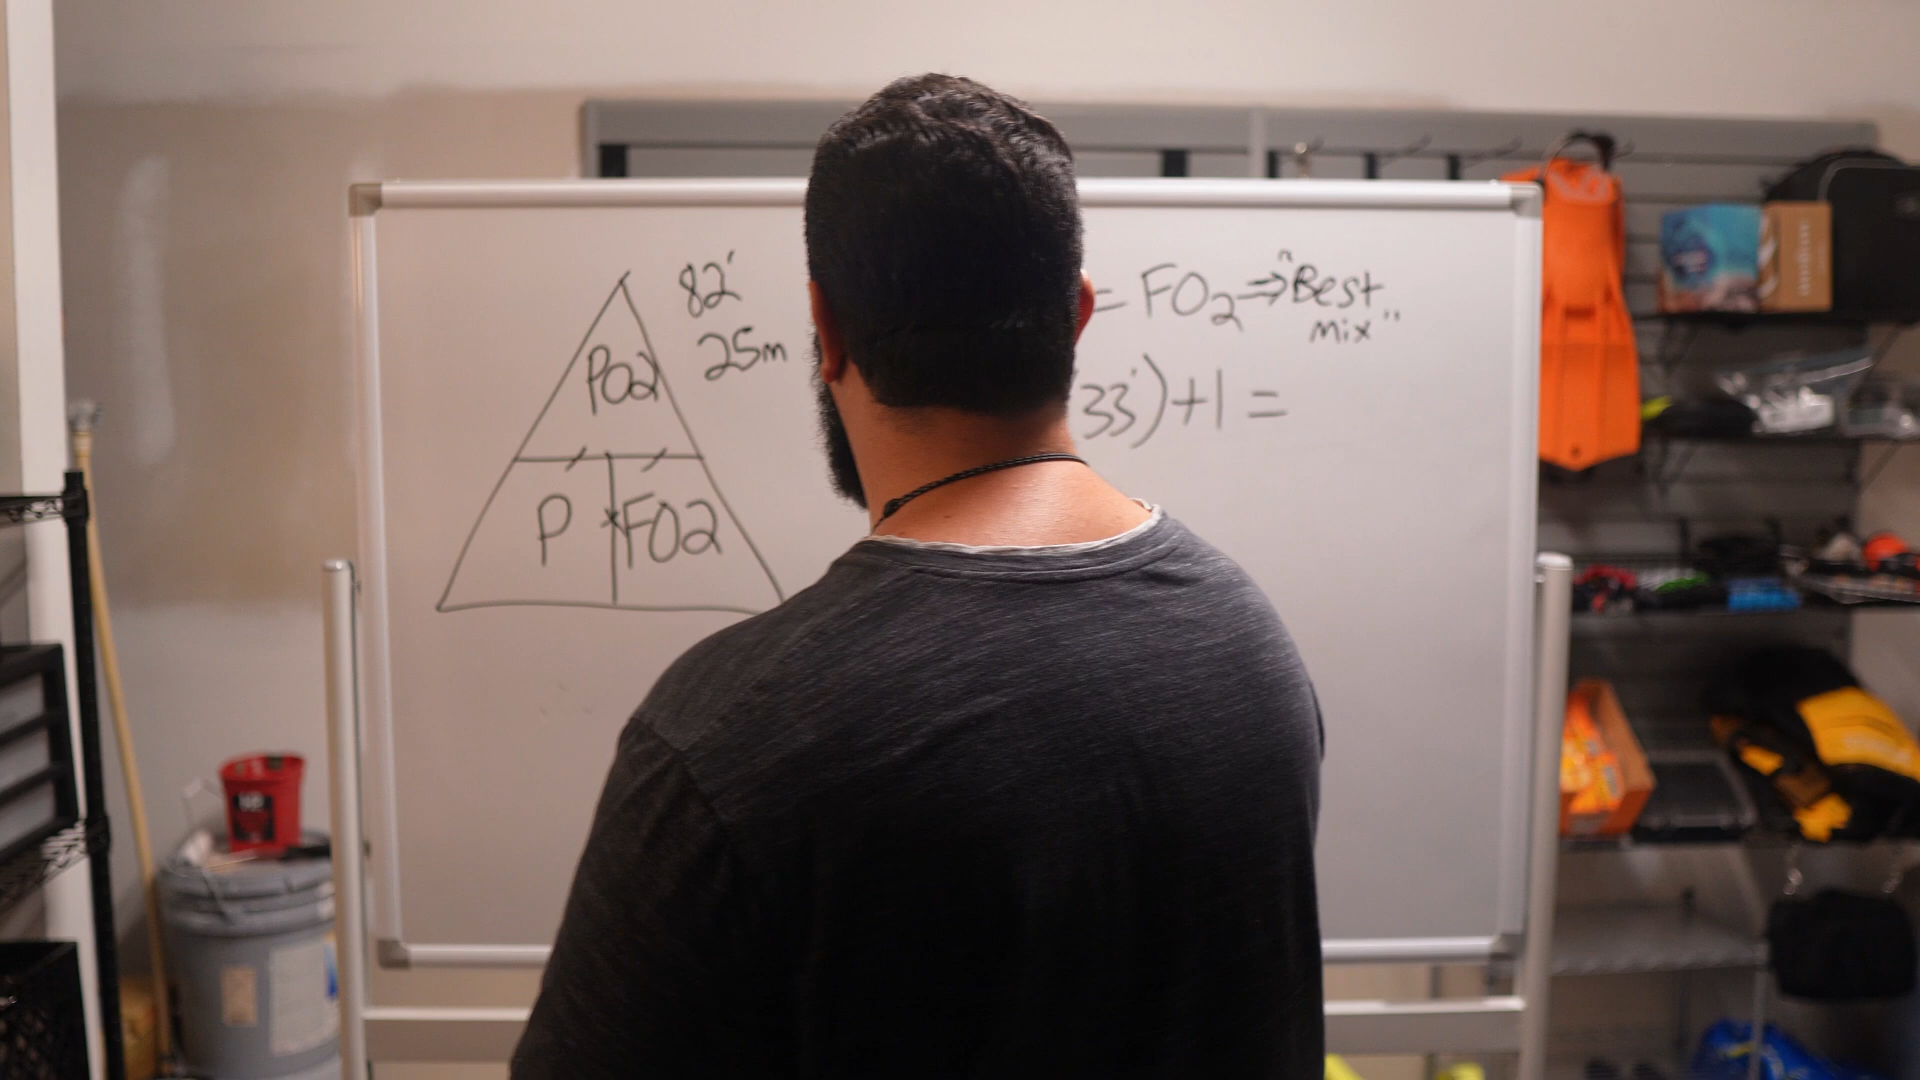 82'
25m
PO2
P
FO2
= FO2 ⇒ "Best
mix"
33')+1 =